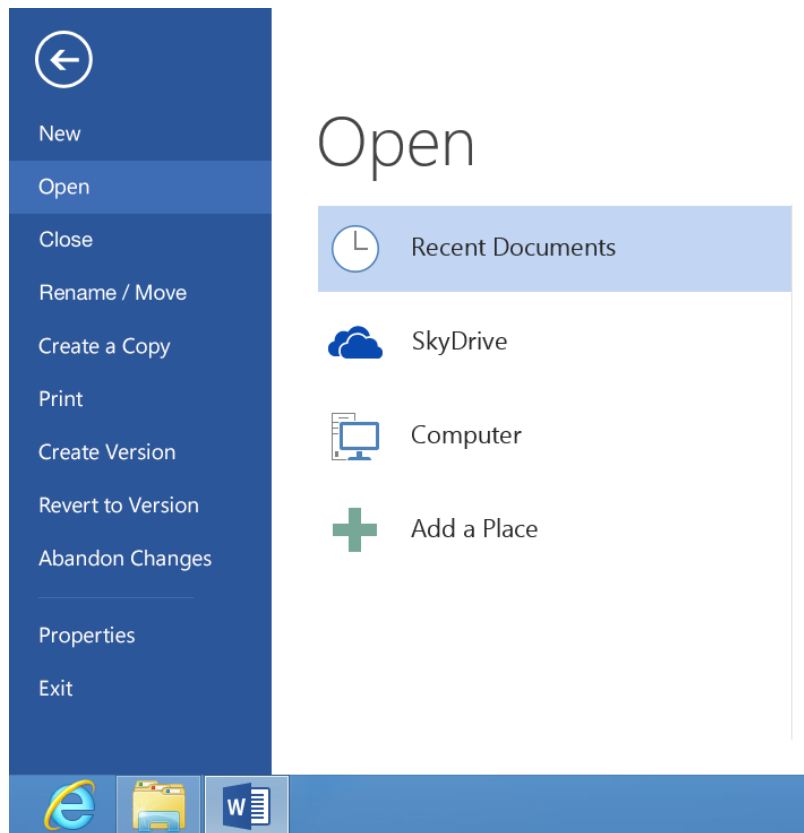 New
Open
Close
Rename / Move
Create a Copy
Print
Create Version
Revert to Version
Abandon Changes
Properties
Exit
Open
Recent Documents
SkyDrive
Computer
Add a Place
W